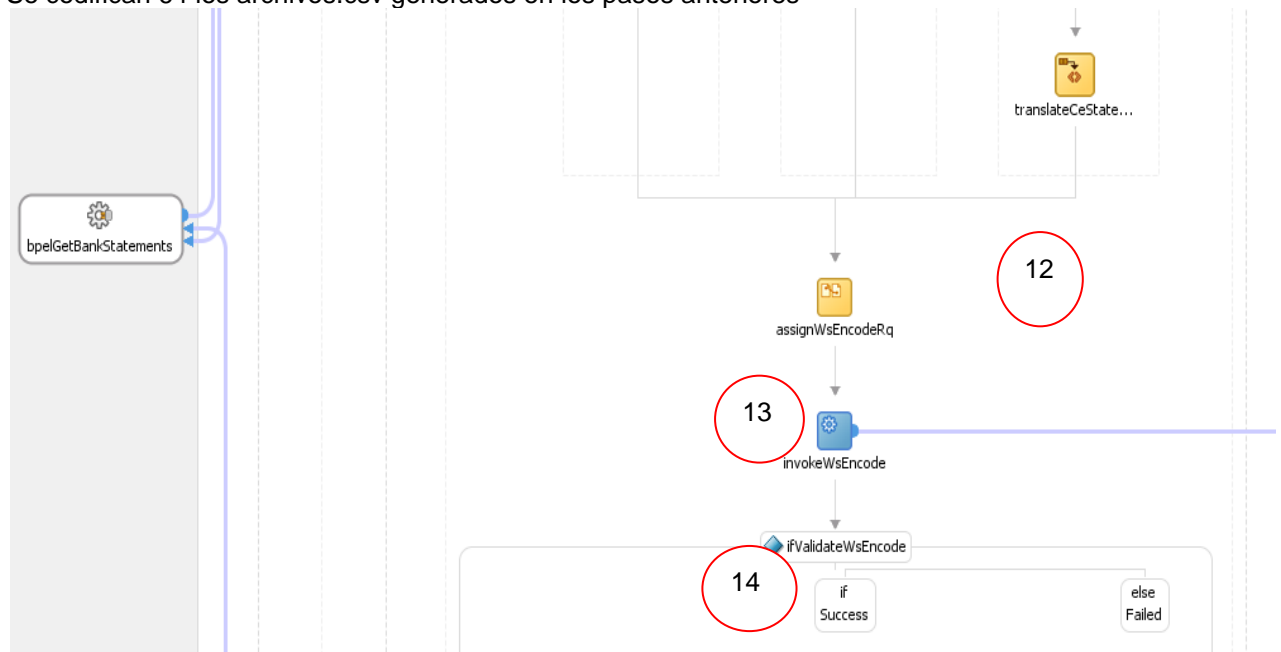 translateCeState...
bpelGetBankStatements
12
assignWsEncodeRq
13
invokeWsEncode
ifValidateWsEncode
14
if
Success
else
Failed